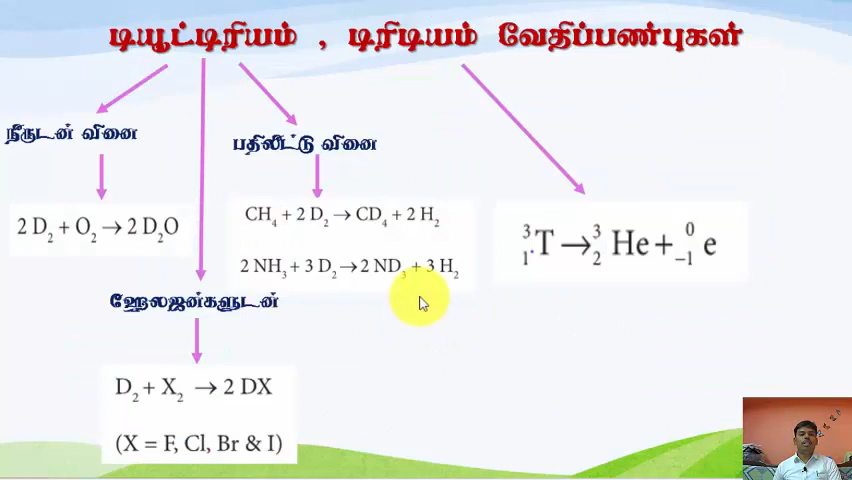 டியூட்டிரியம் , டிரிடியம் வேதிப்பண்புகள்
நீருடன் வினை
2 D₂ + O₂ → 2 D₂O
பதிலீட்டு வினை
CH₄ + 2 D₂ → CD₄ + 2 H₂
2 NH₃ + 3 D₂ → 2 ND₃ + 3 H₂
³₁T → ³₂He + ⁰₋₁e
ஹேலஜன்களுடன்
D₂ + X₂ → 2 DX
(X = F, Cl, Br & I)